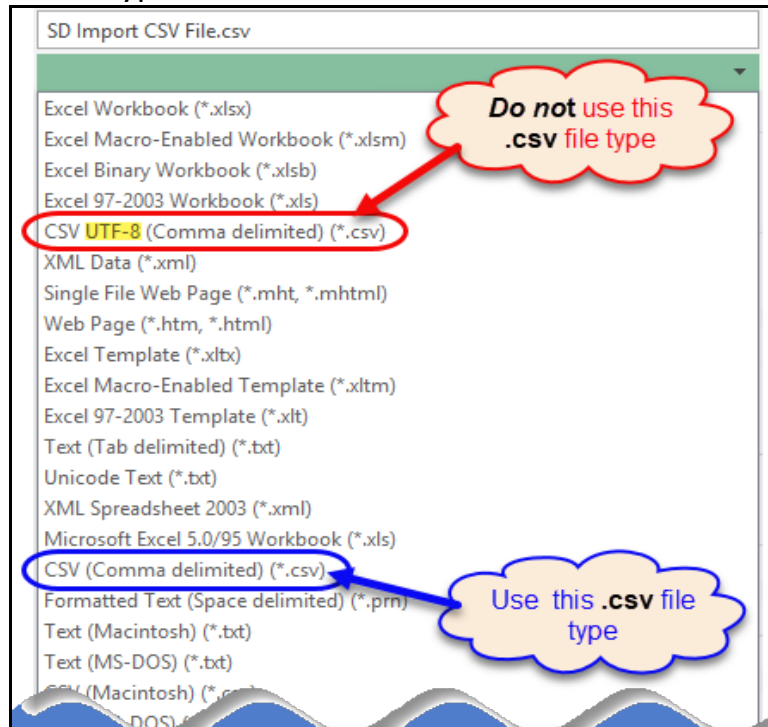 SD Import CSV File.csv
Do not use this
.csv file type
Excel Workbook (*.xlsx)
Excel Macro-Enabled Workbook (*.xlsm)
Excel Binary Workbook (*.xlsb)
Excel 97-2003 Workbook (*.xls)
CSV UTF-8 (Comma delimited) (*.csv)
XML Data (*.xml)
Single File Web Page (*.mht, *.mhtml)
Web Page (*.htm, *.html)
Excel Template (*.xltx)
Excel Macro-Enabled Template (*.xltm)
Excel 97-2003 Template (*.xlt)
Text (Tab delimited) (*.txt)
Unicode Text (*.txt)
XML Spreadsheet 2003 (*.xml)
Microsoft Excel 5.0/95 Workbook (*.xls)
CSV (Comma delimited) (*.csv)
Formatted Text (Space delimited) (*.prn)
Text (Macintosh) (*.txt)
Text (MS-DOS) (*.txt)
Use this .csv file
type
(Macintosh)
DOS)